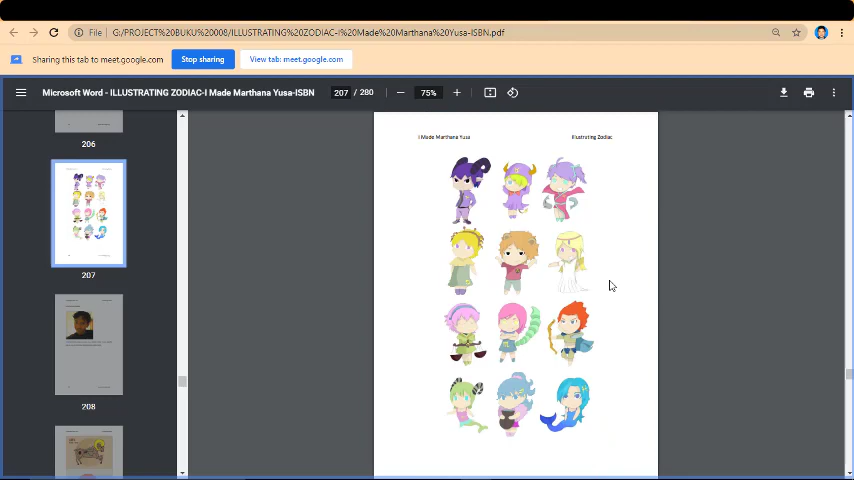 File
G:/PROJECT%20BUKU%20008/ILLUSTRATING%20ZODIAC-I%20Made%20Marthana%20Yusa-ISBN.pdf
Sharing this tab to meet.google.com
Stop sharing
View tab: meet.google.com
Microsoft Word - ILLUSTRATING ZODIAC-I Made Marthana Yusa-ISBN
207 / 280
75%
206
207
208
I Made Marthana Yusa
Illustrating Zodiac